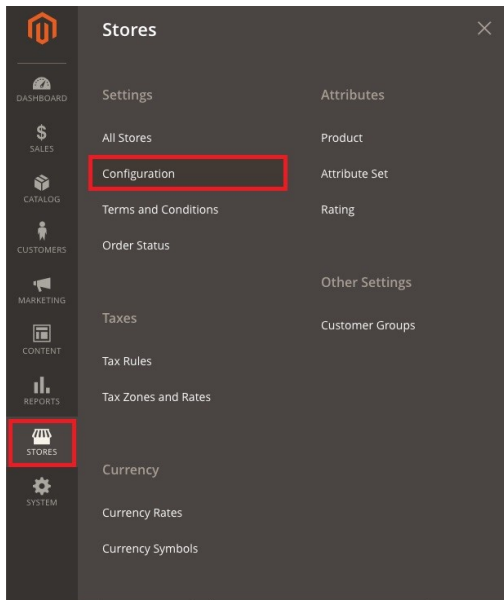 Stores
DASHBOARD
SALES
CATALOG
CUSTOMERS
MARKETING
CONTENT
REPORTS
STORES
SYSTEM
Settings
All Stores
Configuration
Terms and Conditions
Order Status
Taxes
Tax Rules
Tax Zones and Rates
Currency
Currency Rates
Currency Symbols
Attributes
Product
Attribute Set
Rating
Other Settings
Customer Groups